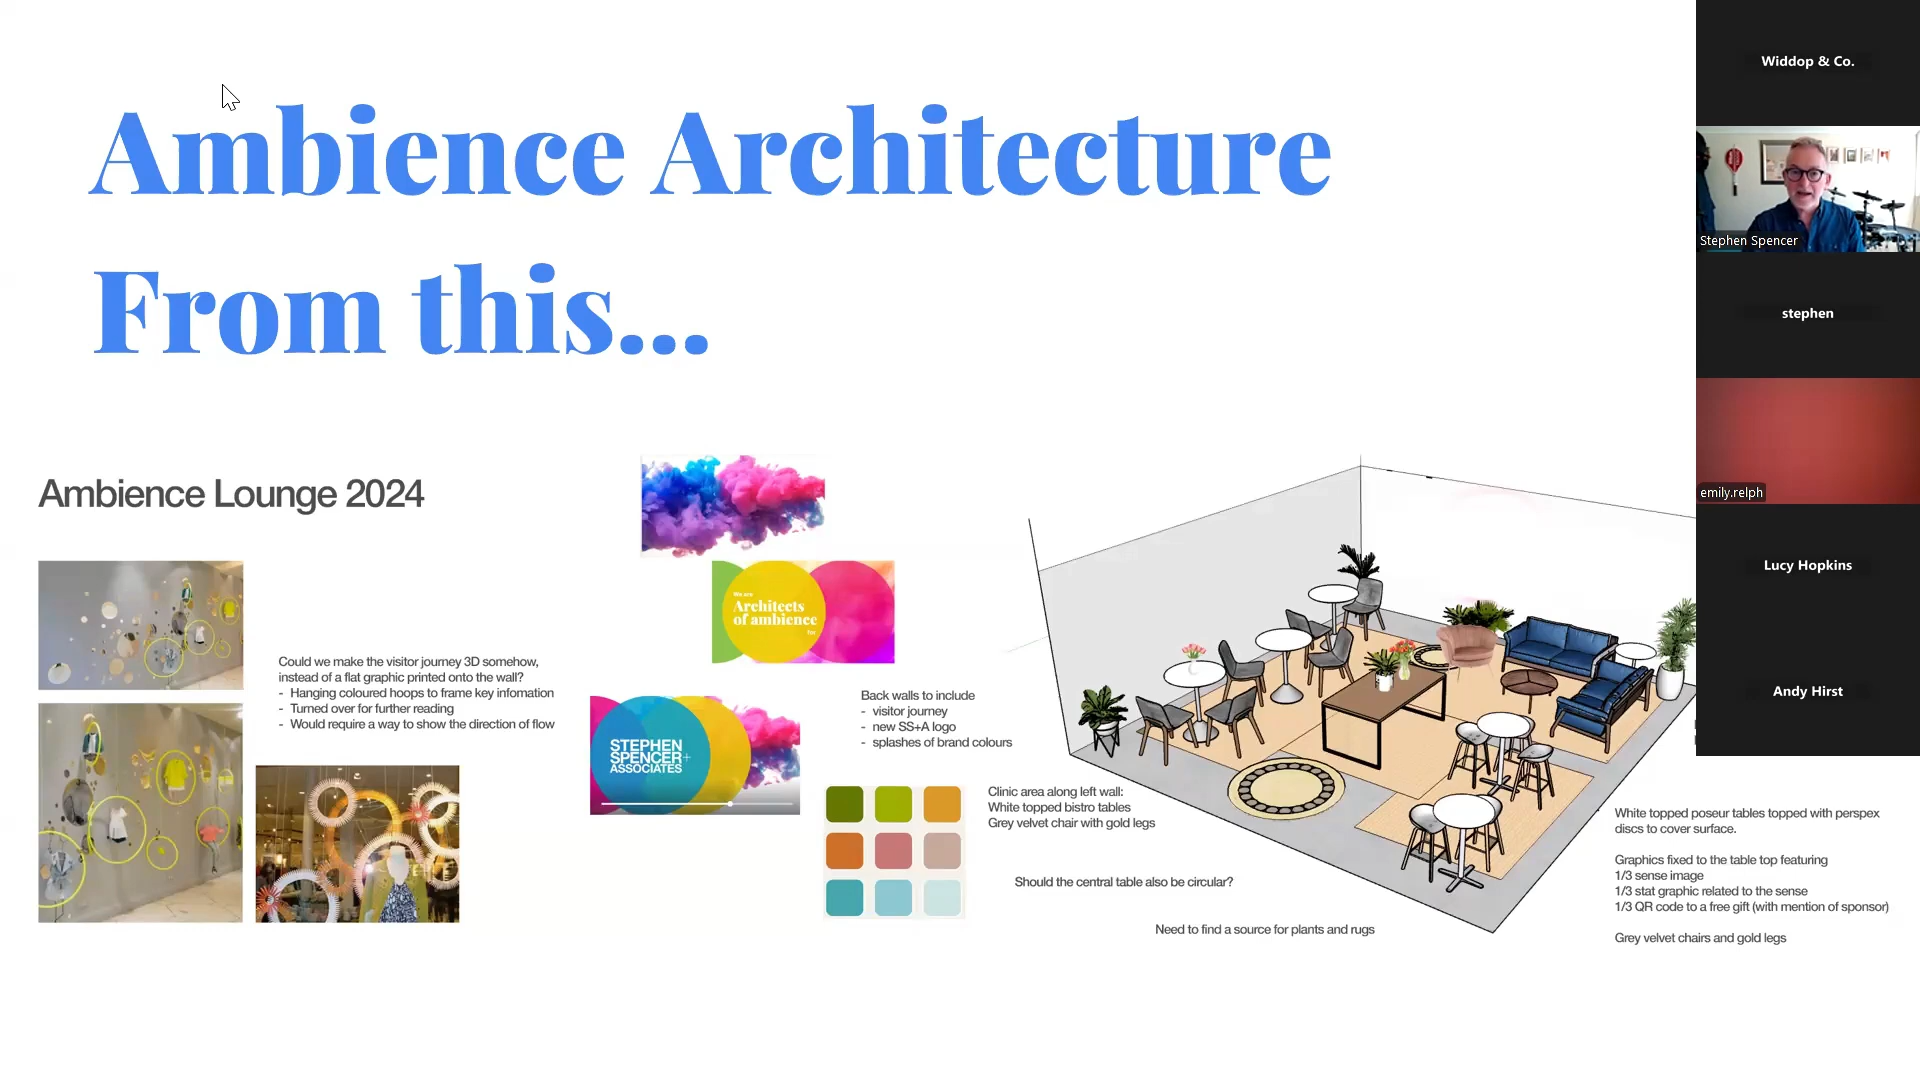 Ambience Architecture
From this...
Ambience Lounge 2024
Could we make the visitor journey 3D somehow,
instead of a flat graphic printed onto the wall?
- Hanging coloured hoops to frame key infomation
- Turned over for further reading
- Would require a way to show the direction of flow
We are
Architects
of ambience
for
STEPHEN
SPENCER+
ASSOCIATES
Back walls to include
- visitor journey
- new SS+A logo
- splashes of brand colours
Clinic area along left wall:
White topped bistro tables
Grey velvet chair with gold legs
Should the central table also be circular?
Need to find a source for plants and rugs
White topped poseur tables topped with perspex
discs to cover surface.
Graphics fixed to the table top featuring
1/3 sense image
1/3 stat graphic related to the sense
1/3 QR code to a free gift (with mention of sponsor)
Grey velvet chairs and gold legs
Widdop & Co.
Stephen Spencer
stephen
emily.relph
Lucy Hopkins
Andy Hirst